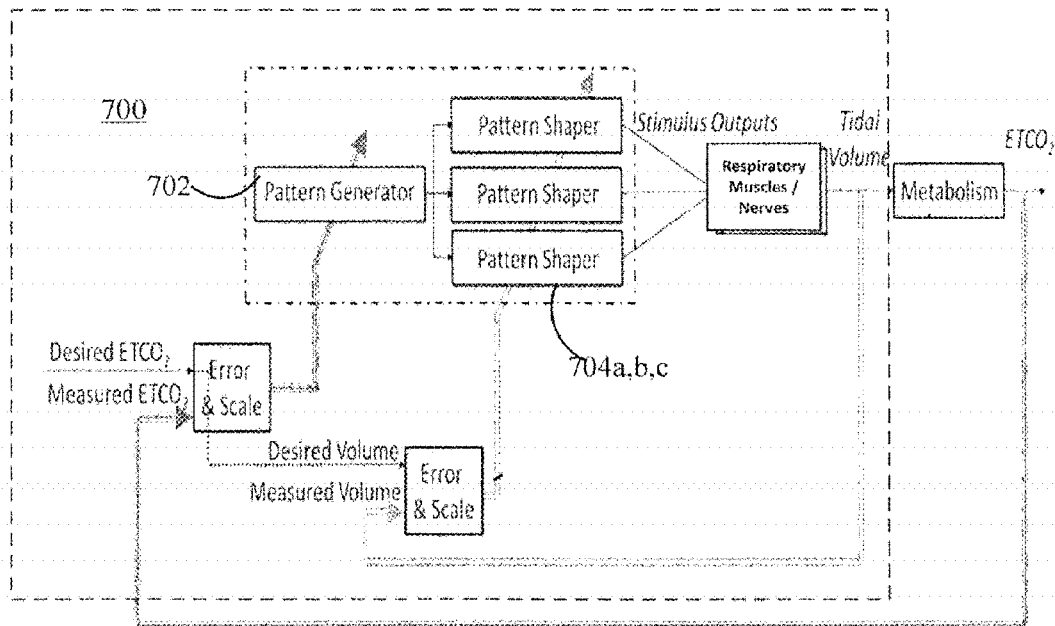 700
702
Pattern Generator
Pattern Shaper
Pattern Shaper
Pattern Shaper
704a,b,c
Stimulus Outputs
Respiratory
Muscles /
Nerves
Tidal
Volume
Metabolism
ETCO₂
Desired ETCO₂
Measured ETCO₂
Error
& Scale
Desired Volume
Measured Volume
Error
& Scale